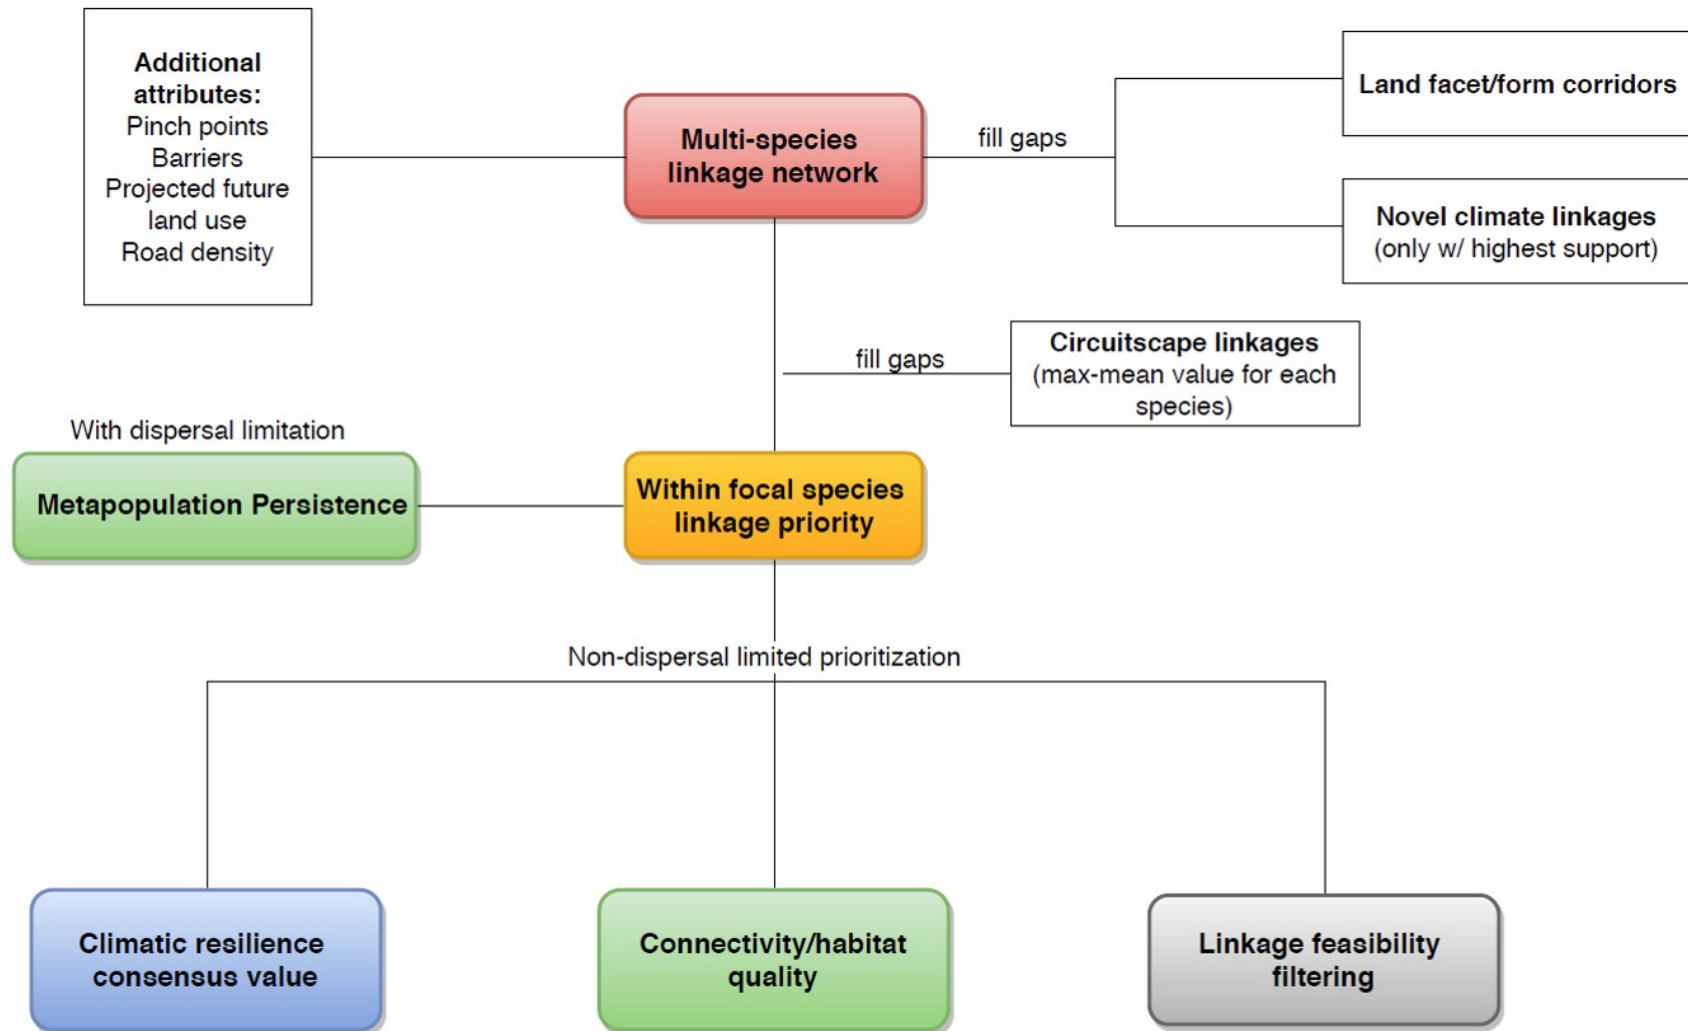 Additional
attributes:
Pinch points
Barriers
Projected future
land use
Road density
Multi-species
linkage network
fill gaps
Land facet/form corridors
Novel climate linkages
(only w/ highest support)
fill gaps
Circuitscape linkages
(max-mean value for each
species)
With dispersal limitation
Metapopulation Persistence
Within focal species
linkage priority
Non-dispersal limited prioritization
Climatic resilience
consensus value
Connectivity/habitat
quality
Linkage feasibility
filtering